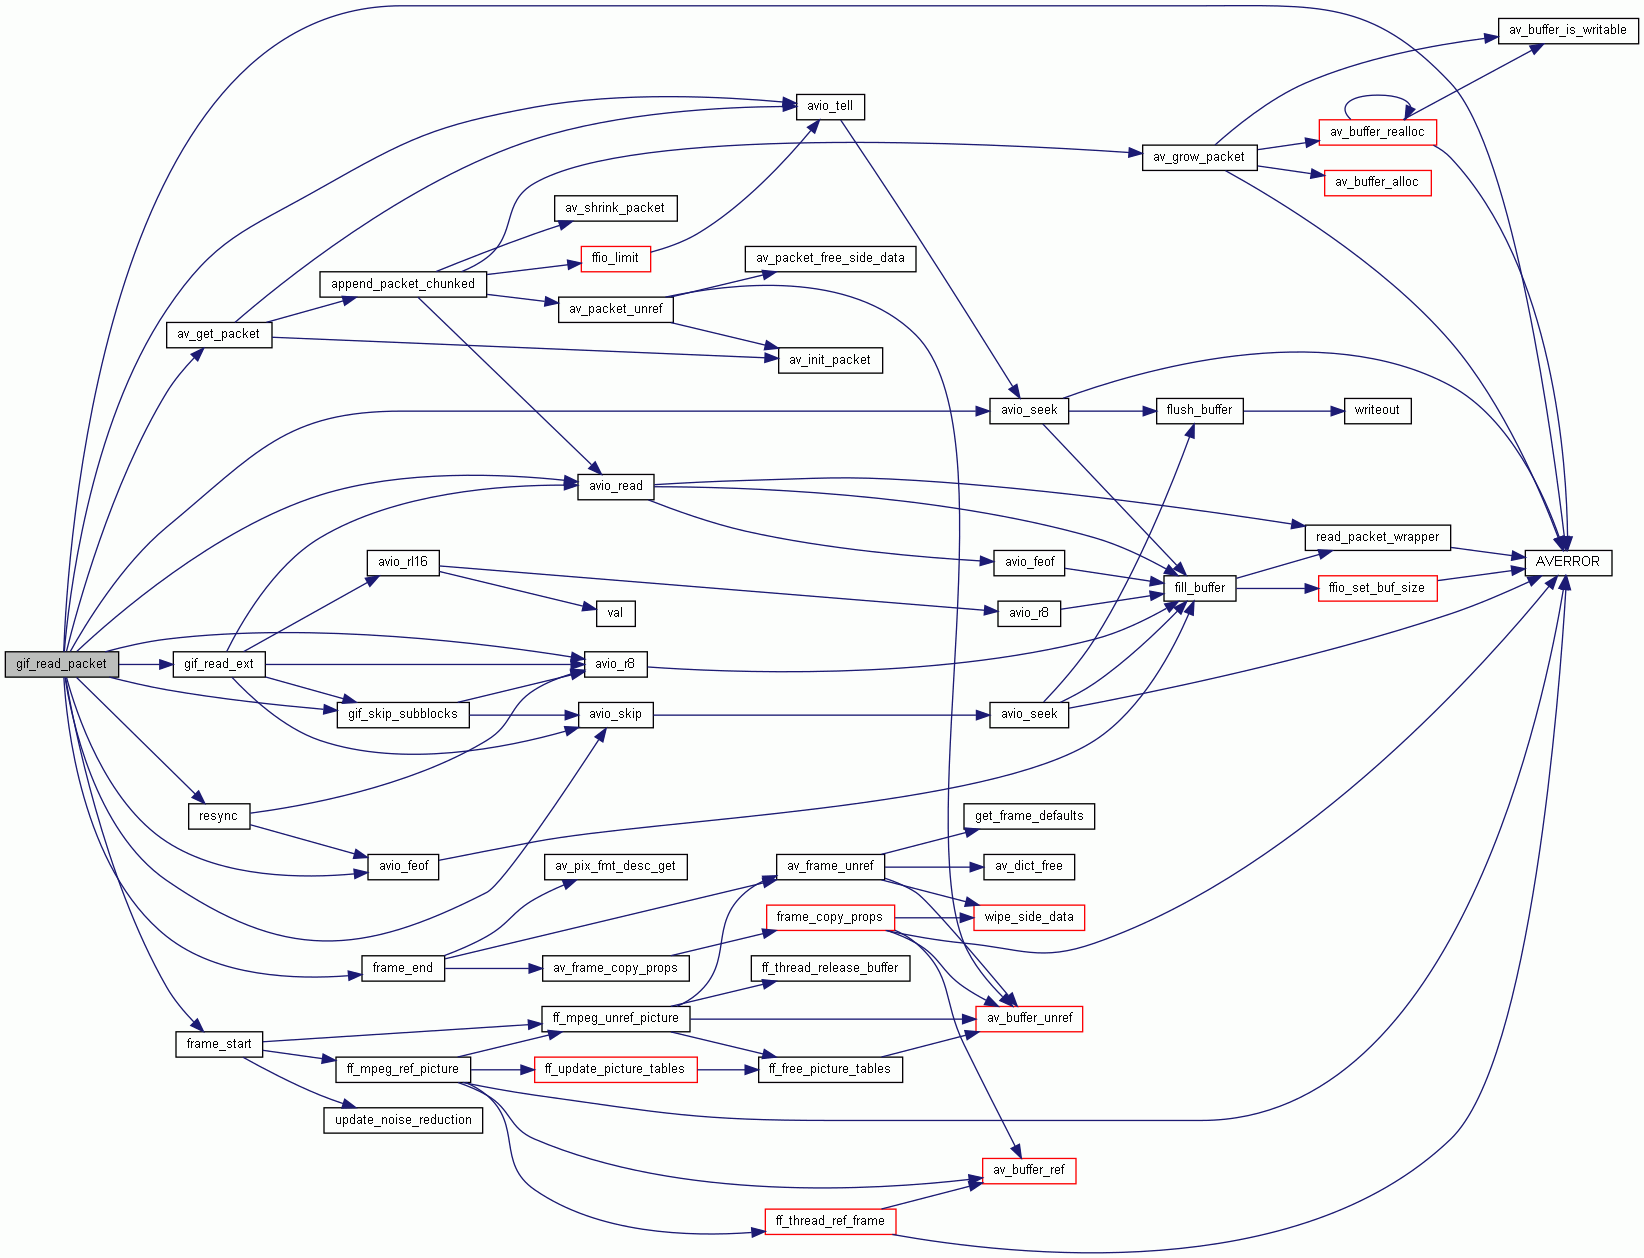 av_buffer_is_writable
avio_tell
av_buffer_realloc
av_grow_packet
av_buffer_alloc
av_shrink_packet
ffio_limit
av_packet_free_side_data
append_packet_chunked
av_packet_unref
av_get_packet
av_init_packet
avio_seek
flush_buffer
writeout
avio_read
read_packet_wrapper
avio_rl16
avio_feof
AVERROR
fill_buffer
ffio_set_buf_size
val
avio_r8
gif_read_packet
gif_read_ext
avio_r8
gif_skip_subblocks
avio_skip
avio_seek
resync
get_frame_defaults
avio_feof
av_pix_fmt_desc_get
av_frame_unref
av_dict_free
frame_copy_props
wipe_side_data
frame_end
av_frame_copy_props
ff_thread_release_buffer
ff_mpeg_unref_picture
av_buffer_unref
frame_start
ff_mpeg_ref_picture
ff_update_picture_tables
ff_free_picture_tables
update_noise_reduction
av_buffer_ref
ff_thread_ref_frame